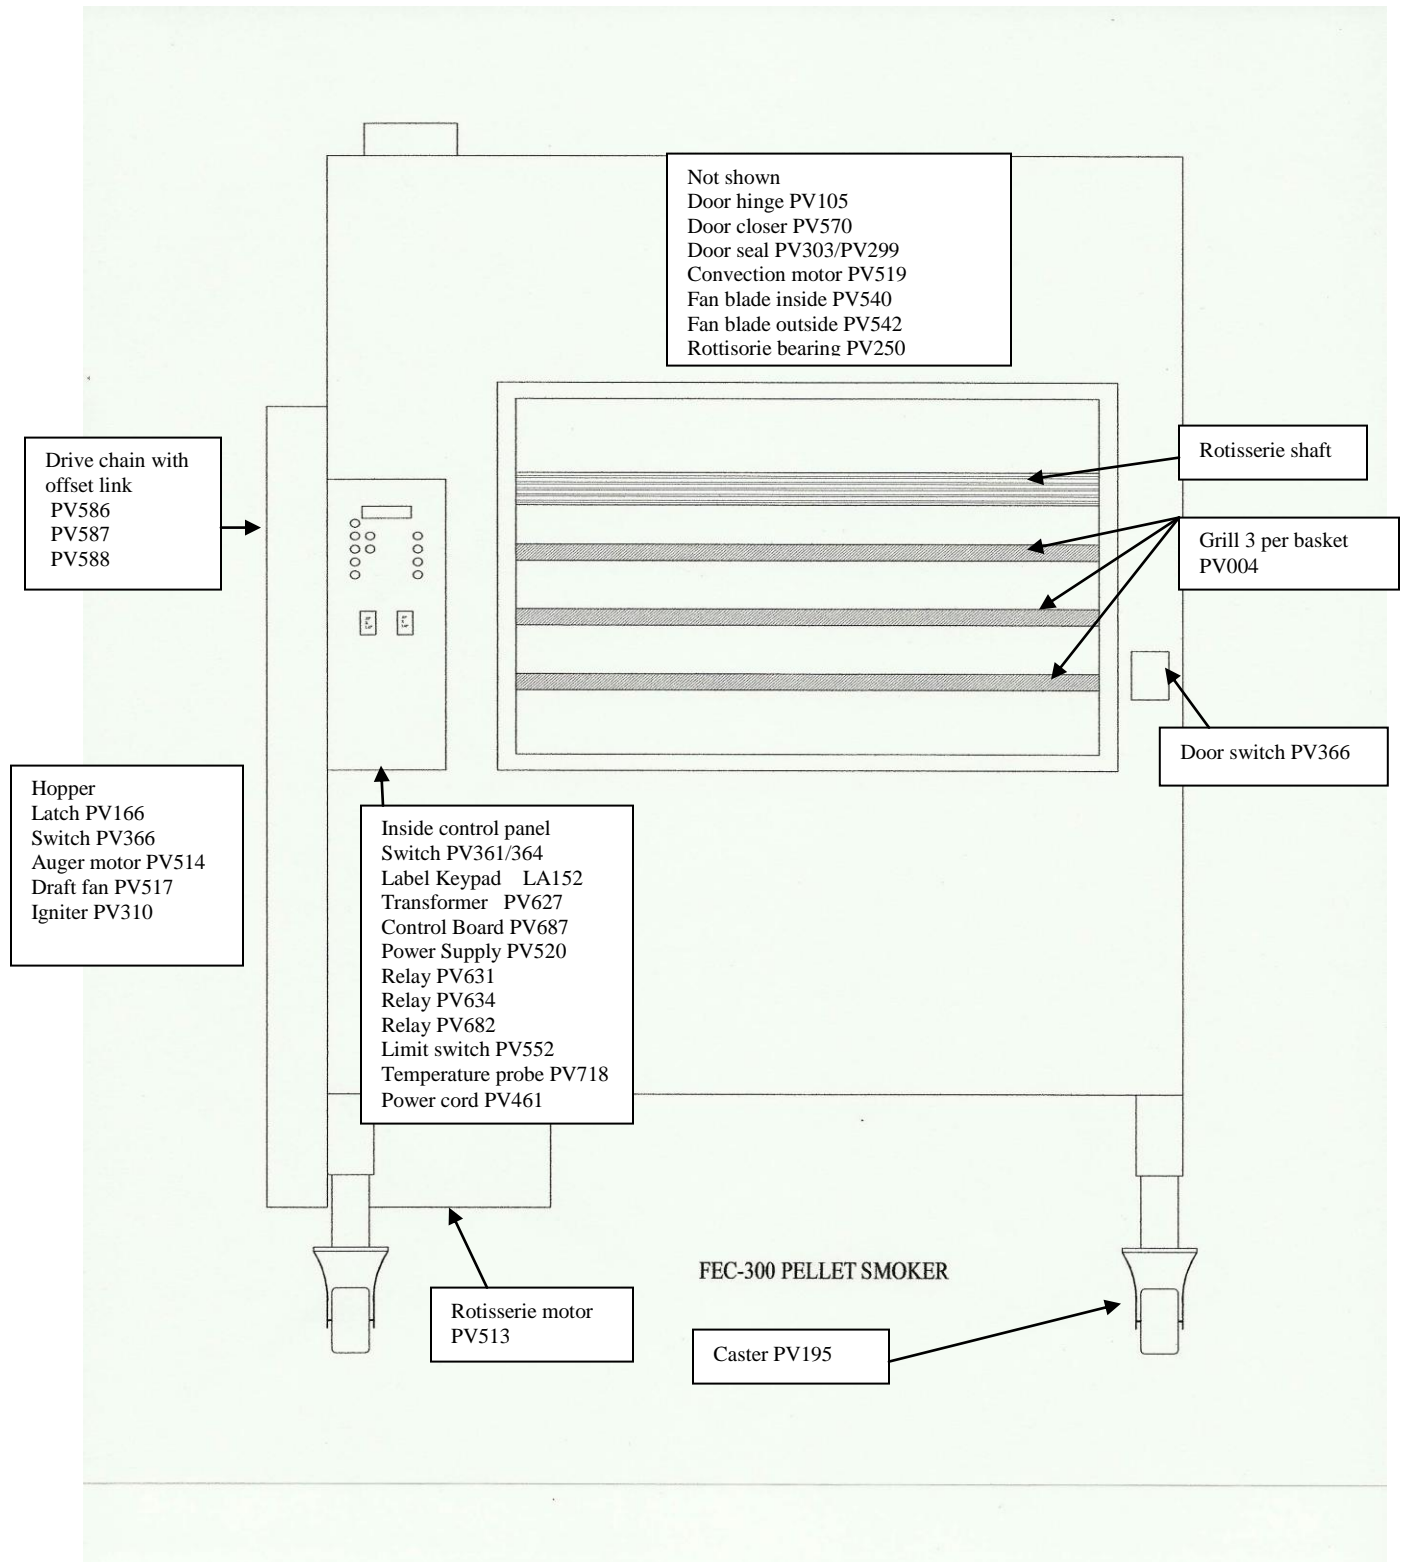 Not shown
Door hinge PV105
Door closer PV570
Door seal PV303/PV299
Convection motor PV519
Fan blade inside PV540
Fan blade outside PV542
Rottisorie bearing PV250
Drive chain with
offset link
PV586
PV587
PV588
Rotisserie shaft
Grill 3 per basket
PV004
Door switch PV366
Hopper
Latch PV166
Switch PV366
Auger motor PV514
Draft fan PV517
Igniter PV310
Inside control panel
Switch PV361/364
Label Keypad LA152
Transformer PV627
Control Board PV687
Power Supply PV520
Relay PV631
Relay PV634
Relay PV682
Limit switch PV552
Temperature probe PV718
Power cord PV461
FEC-300 PELLET SMOKER
Rotisserie motor
PV513
Caster PV195